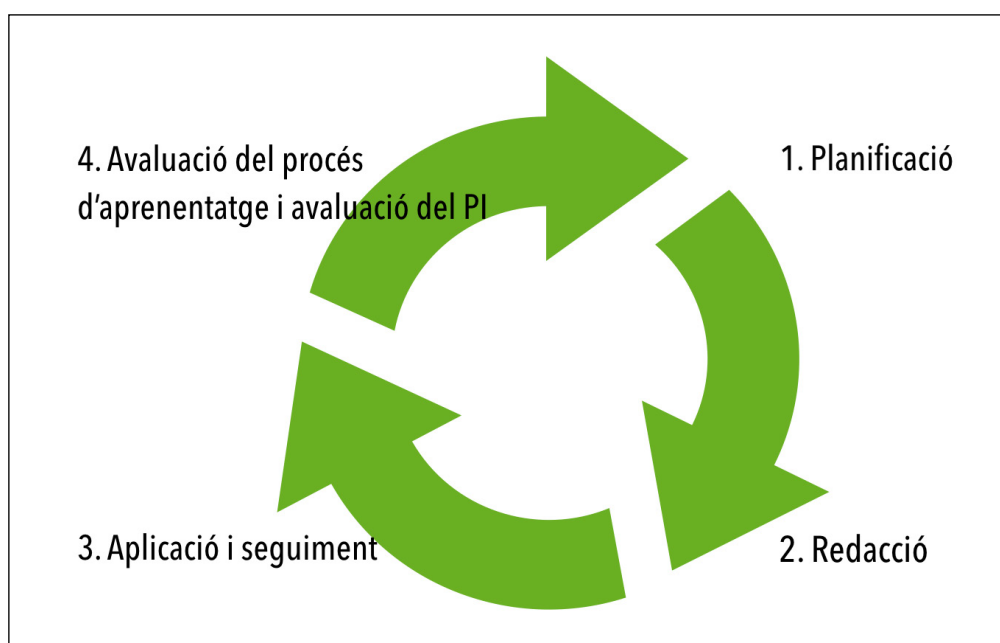 4. Avaluació del procés
d'aprenentatge i avaluació del PI
1. Planificació
3. Aplicació i seguiment
2. Redacció